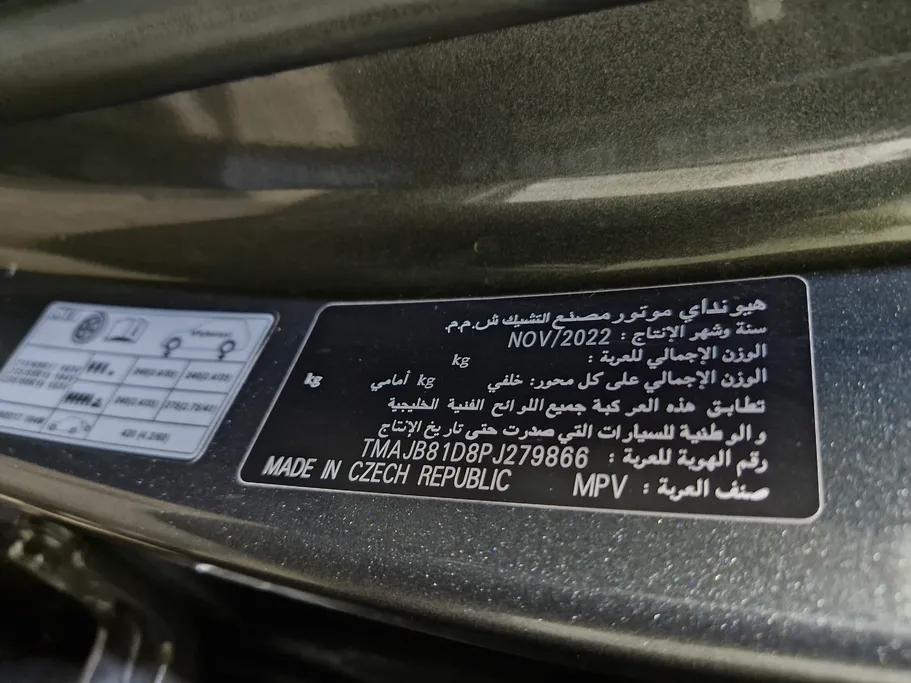 هيونداي موتور مصنع التشيك ش.م.م.
سنة وشهر الإنتاج : NOV/2022
الوزن الإجمالي للعربة : kg
الوزن الإجمالي على كل محور: خلفي kg أمامي kg
تطابق هذه المركبة جميع اللوائح الفنية الخليجية
والوطنية للسيارات التي صدرت حتى تاريخ الإنتاج
رقم الهوية للعربة : TMAJB81D8PJ279866
صنف العربة : MPV
MADE IN CZECH REPUBLIC